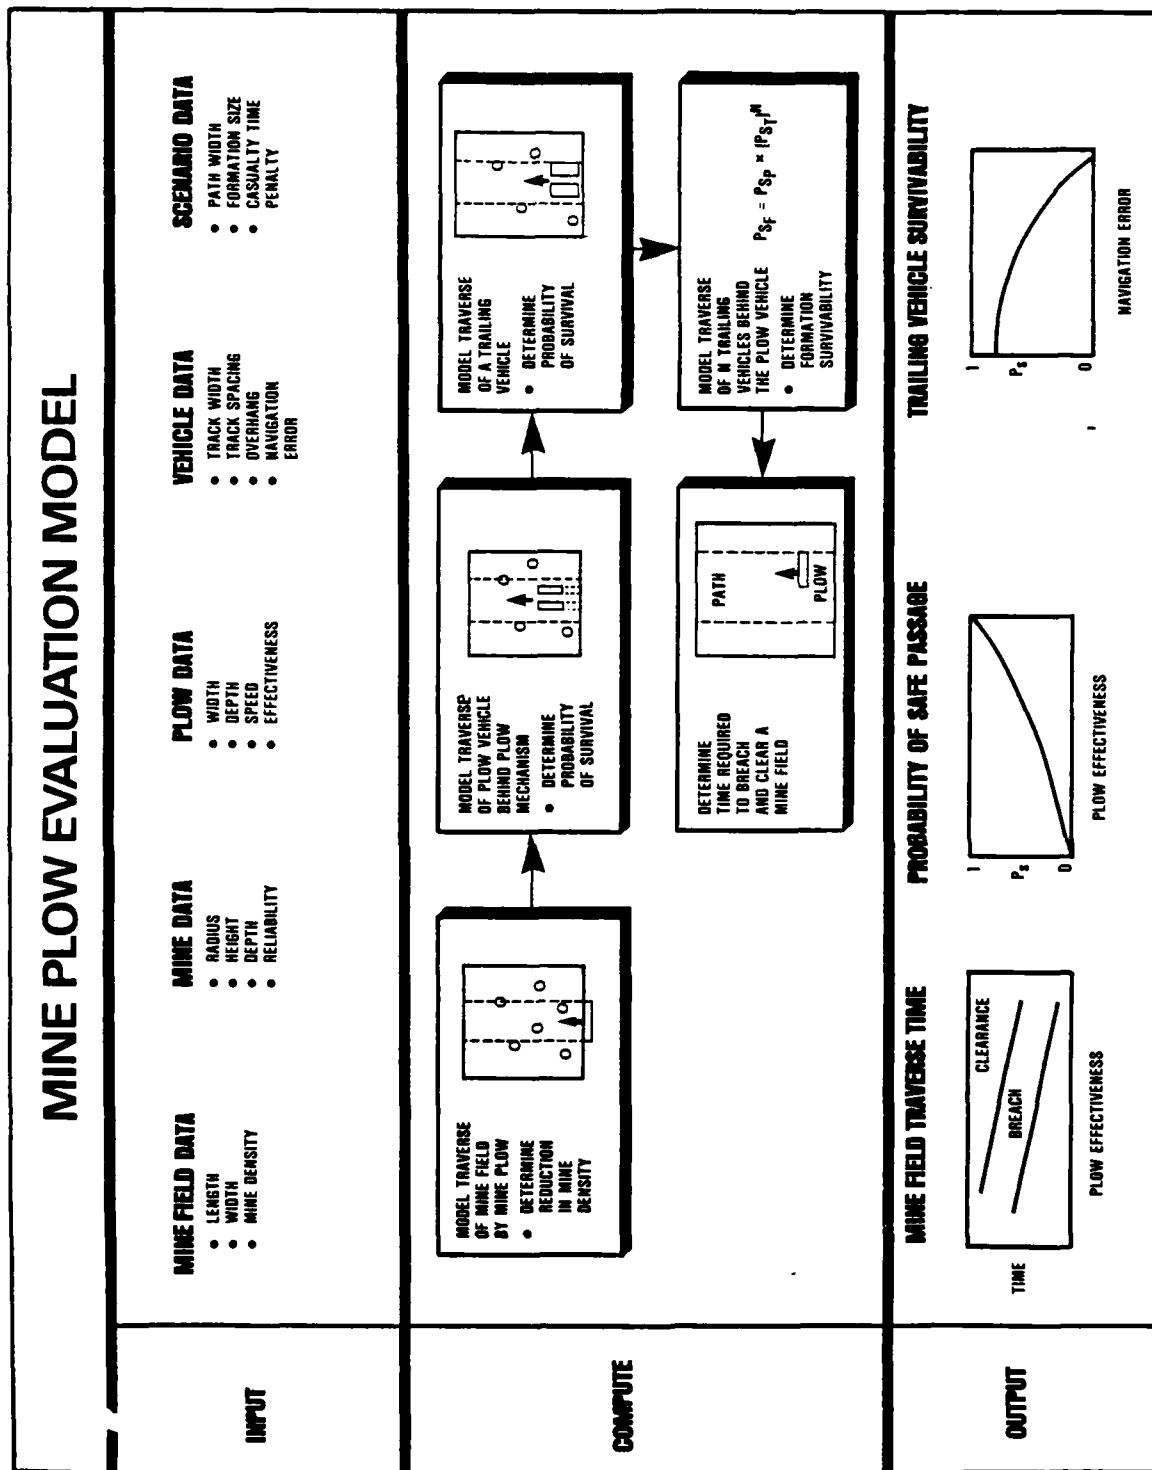 MINE PLOW EVALUATION MODEL
INPUT
MINE FIELD DATA
• LENGTH
• WIDTH
• MINE DENSITY
MINE DATA
• RADIUS
• HEIGHT
• DEPTH
• RELIABILITY
PLOW DATA
• WIDTH
• DEPTH
• SPEED
• EFFECTIVENESS
VEHICLE DATA
• TRACK WIDTH
• TRACK SPACING
• OVERHANG
• NAVIGATION
ERROR
SCENARIO DATA
• PATH WIDTH
• FORMATION SIZE
• CASUALTY TIME
PENALTY
COMPUTE
MODEL TRAVERSE
OF MINE FIELD
BY MINE PLOW
• DETERMINE
REDUCTION
IN MINE
DENSITY
MODEL TRAVERSE
OF PLOW VEHICLE
BEHIND PLOW
MECHANISM
• DETERMINE
PROBABILITY
OF SURVIVAL
MODEL TRAVERSE
OF A TRAILING
VEHICLE
• DETERMINE
PROBABILITY
OF SURVIVAL
MODEL TRAVERSE
OF N TRAILING
VEHICLES BEHIND
THE PLOW VEHICLE
• DETERMINE
FORMATION
SURVIVABILITY
PSF = PSP × (PST)^N
DETERMINE
TIME REQUIRED
TO BREACH
AND CLEAR A
MINE FIELD
PATH
PLOW
OUTPUT
MINE FIELD TRAVERSE TIME
TIME
CLEARANCE
BREACH
PLOW EFFECTIVENESS
PROBABILITY OF SAFE PASSAGE
1
PS
0
PLOW EFFECTIVENESS
TRAILING VEHICLE SURVIVABILITY
1
PS
0
NAVIGATION ERROR